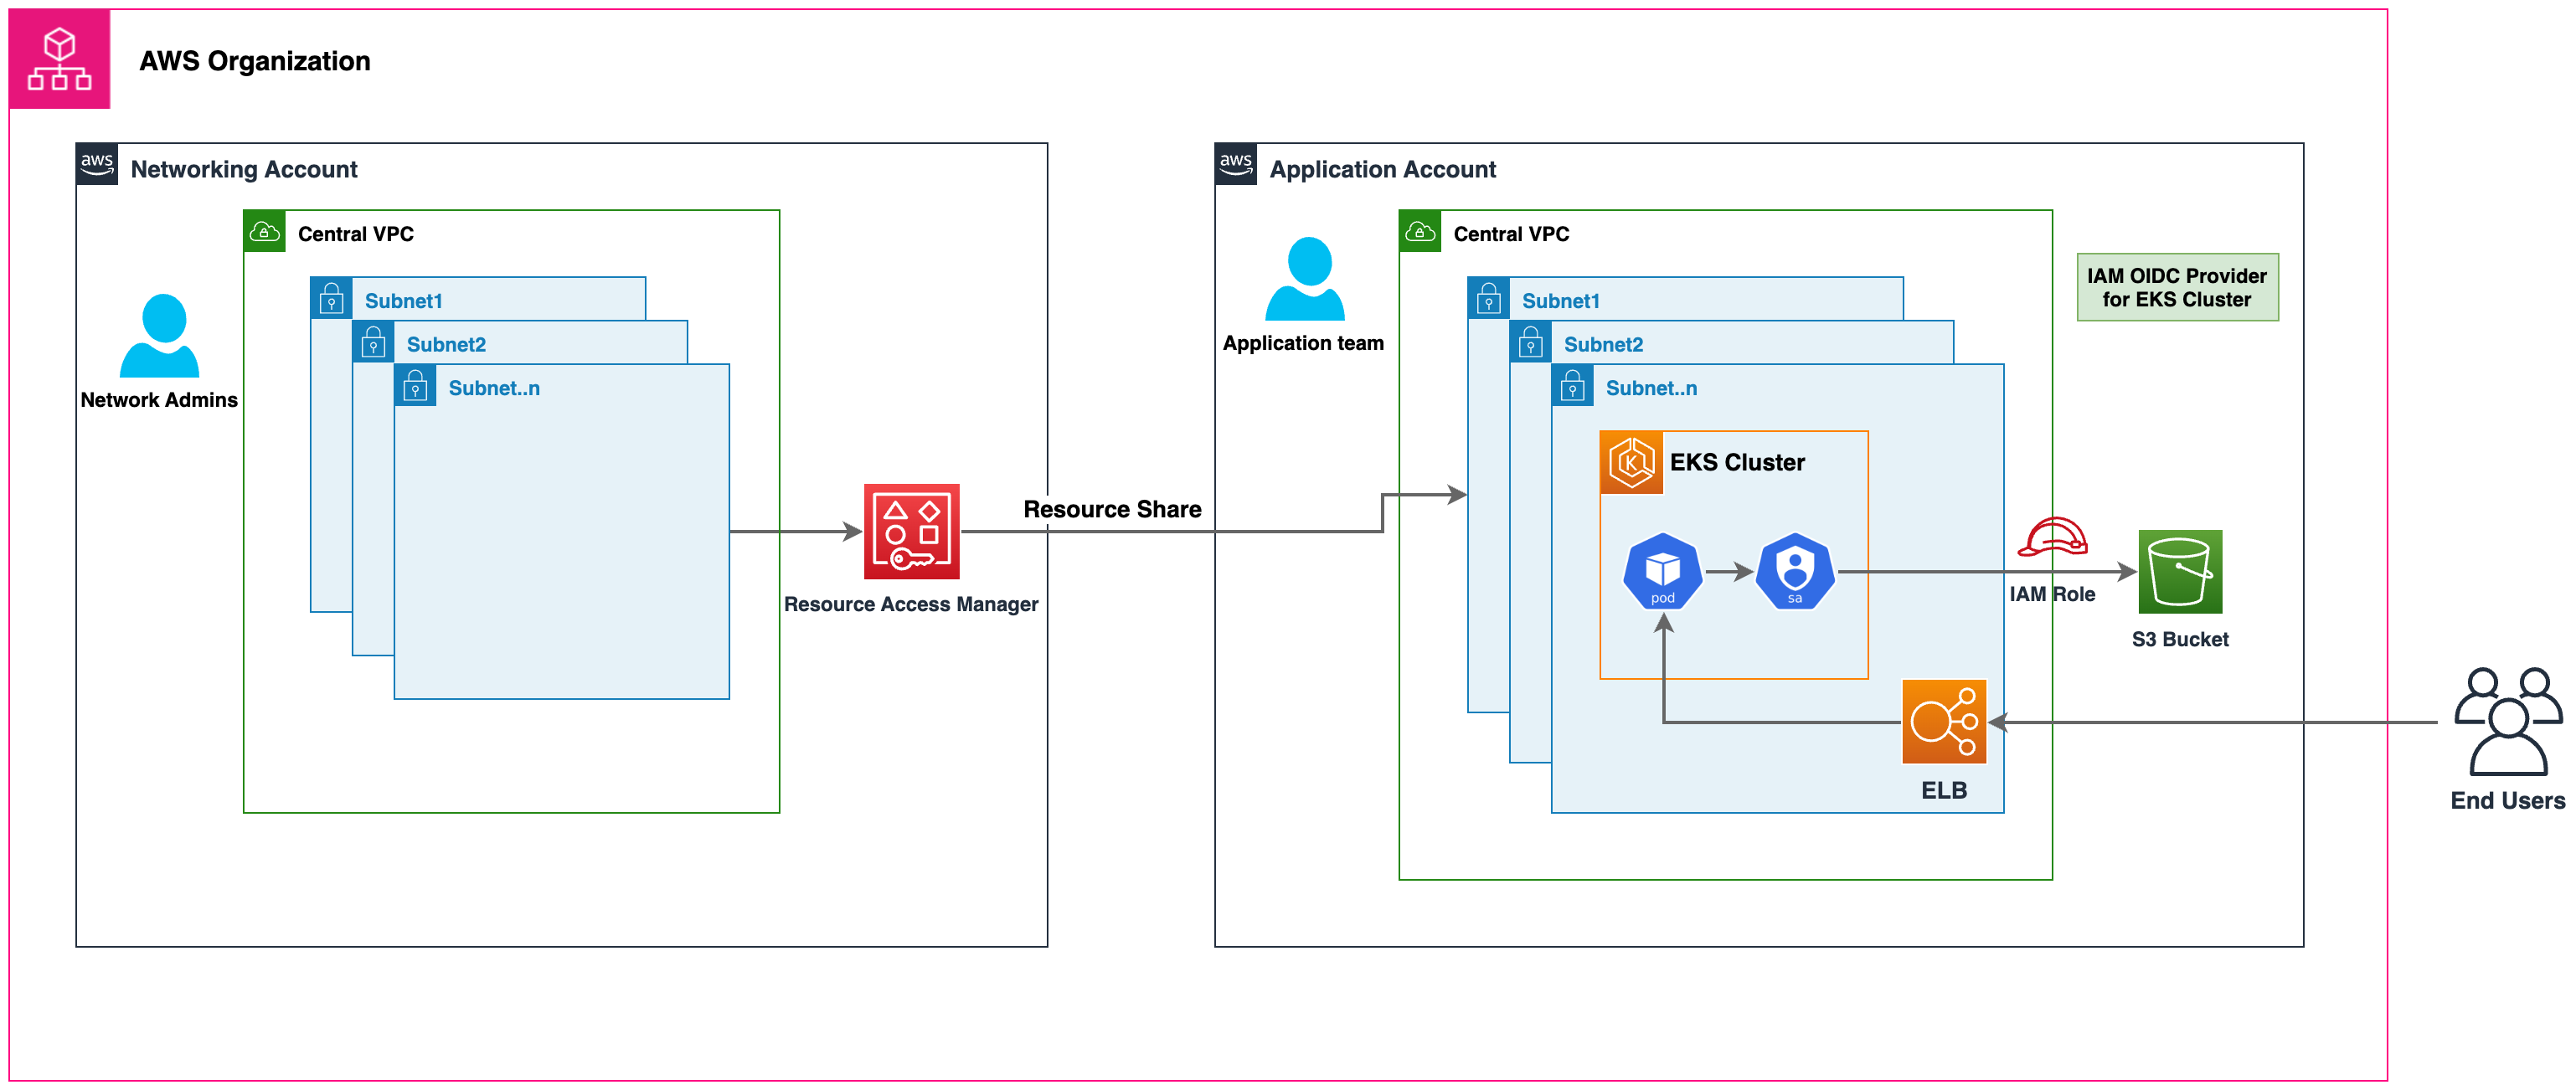 AWS Organization
aws
Networking Account
Central VPC
Subnet1
Subnet2
Subnet..n
Network Admins
Resource Access Manager
Resource Share
aws
Application Account
Application team
Central VPC
Subnet1
Subnet2
Subnet..n
IAM OIDC Provider
for EKS Cluster
K
EKS Cluster
pod
sa
IAM Role
S3 Bucket
ELB
End Users